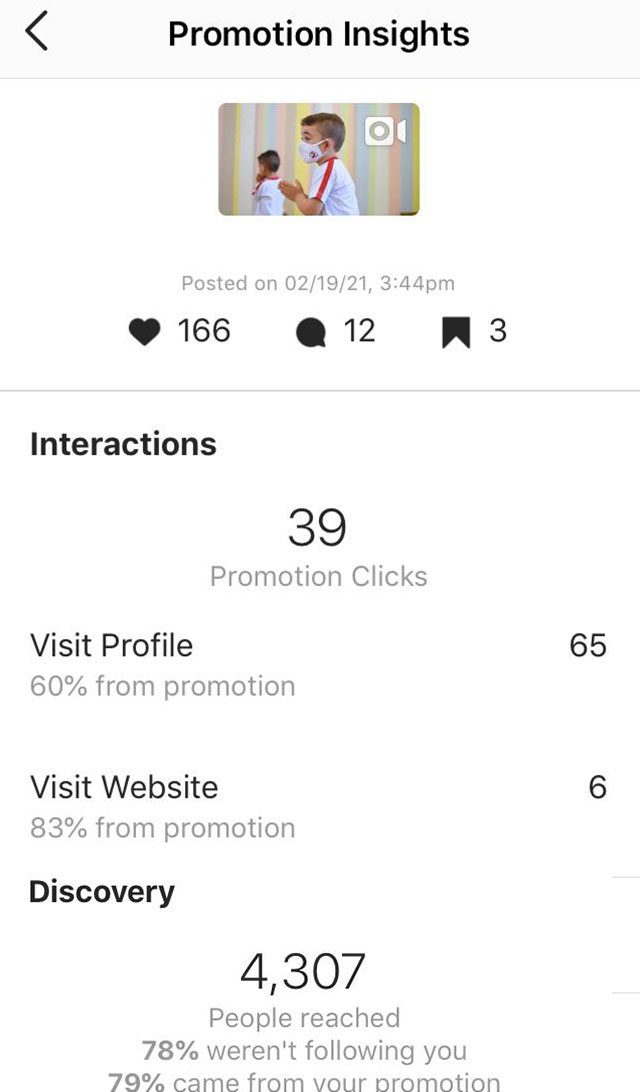 Promotion Insights
Posted on 02/19/21, 3:44pm
166 12 3
Interactions
39
Promotion Clicks
Visit Profile 65
60% from promotion
Visit Website 6
83% from promotion
Discovery
4,307
People reached
78% weren't following you
79% came from your promotion